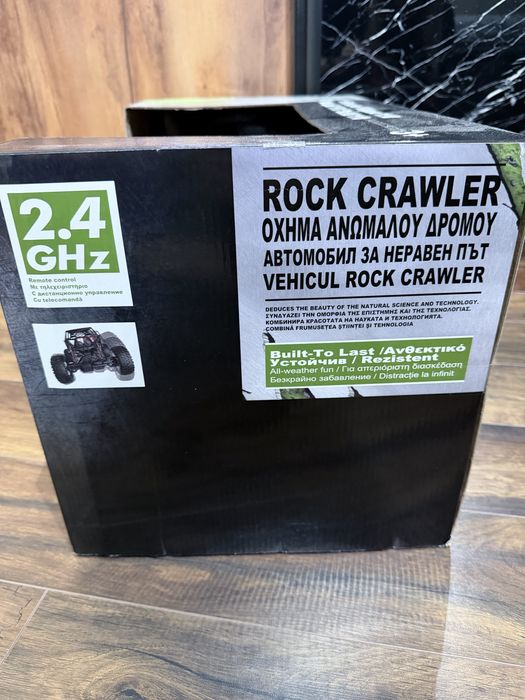 2.4
GHz
Remote control
Με τηλεχειριστήριο
С дистанционно управление
Cu telecomandă
ROCK CRAWLER
ΟΧΗΜΑ ΑΝΩΜΑΛΟΥ ΔΡΟΜΟΥ
АВТОМОБИЛ ЗА НЕРАВЕН ПЪТ
VEHICUL ROCK CRAWLER
DEDUCES THE BEAUTY OF THE NATURAL SCIENCE AND TECHNOLOGY.
ΣΥΝΔΥΑΖΕΙ ΤΗΝ ΟΜΟΡΦΙΑ ΤΗΣ ΕΠΙΣΤΗΜΗΣ ΚΑΙ ΤΗΣ ΤΕΧΝΟΛΟΓΙΑΣ.
КОМБИНИРА КРАСОТАТА НА НАУКАТА И ТЕХНОЛОГИЯТА.
COMBINĂ FRUMUSEȚEA ȘTIINȚEI ȘI TEHNOLOGIA
Built-To Last /Ανθεκτικό
Устойчив / Rezistent
All-weather fun / Για απεριόριστη διασκέδαση
Безкрайно забавление / Distracție la infinit